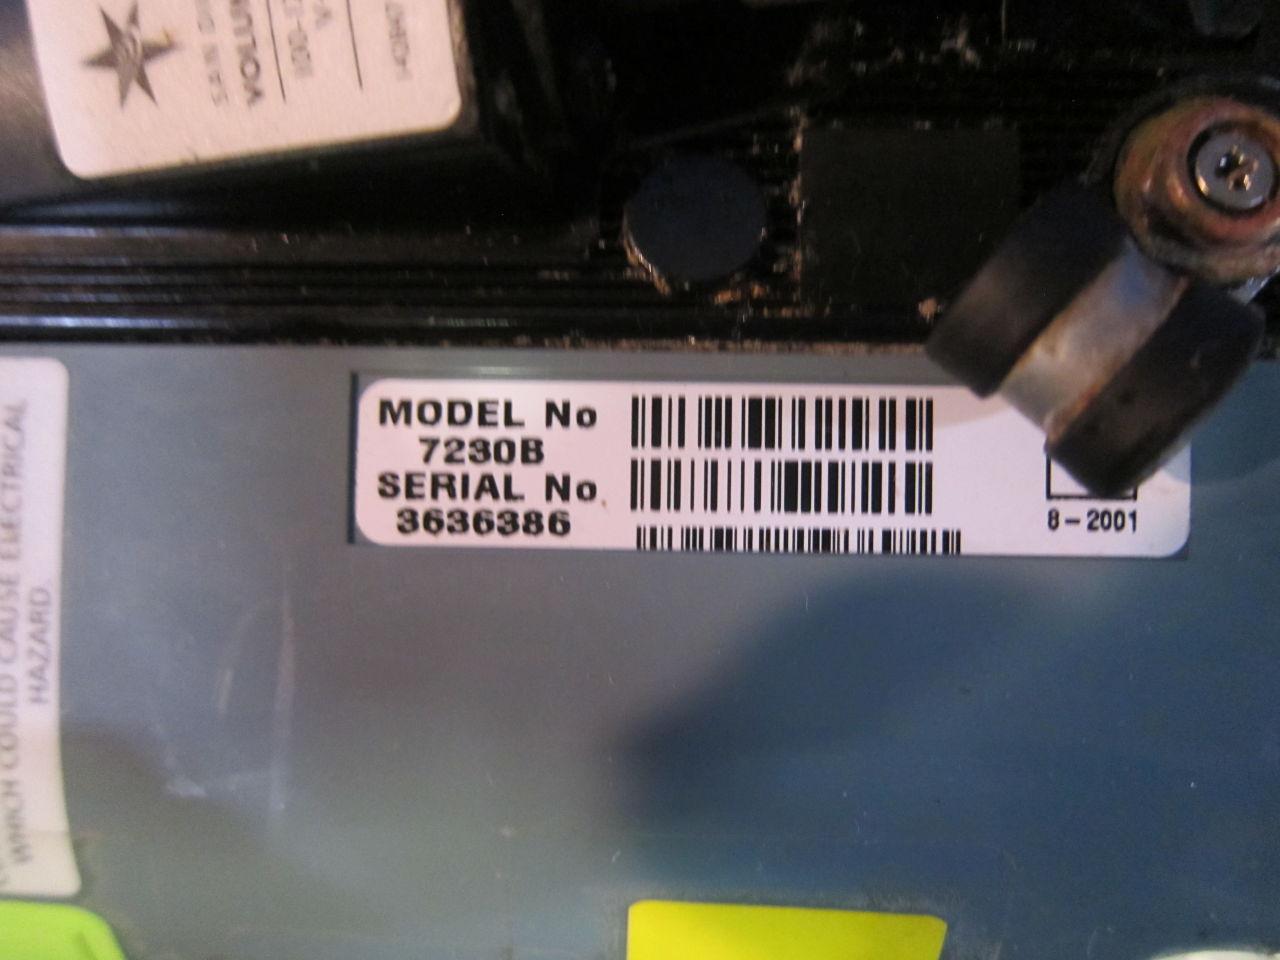 MODEL No
7230B
SERIAL No.
3636386
8-2001
WHICH COULD CAUSE ELECTRICAL
HAZARD.